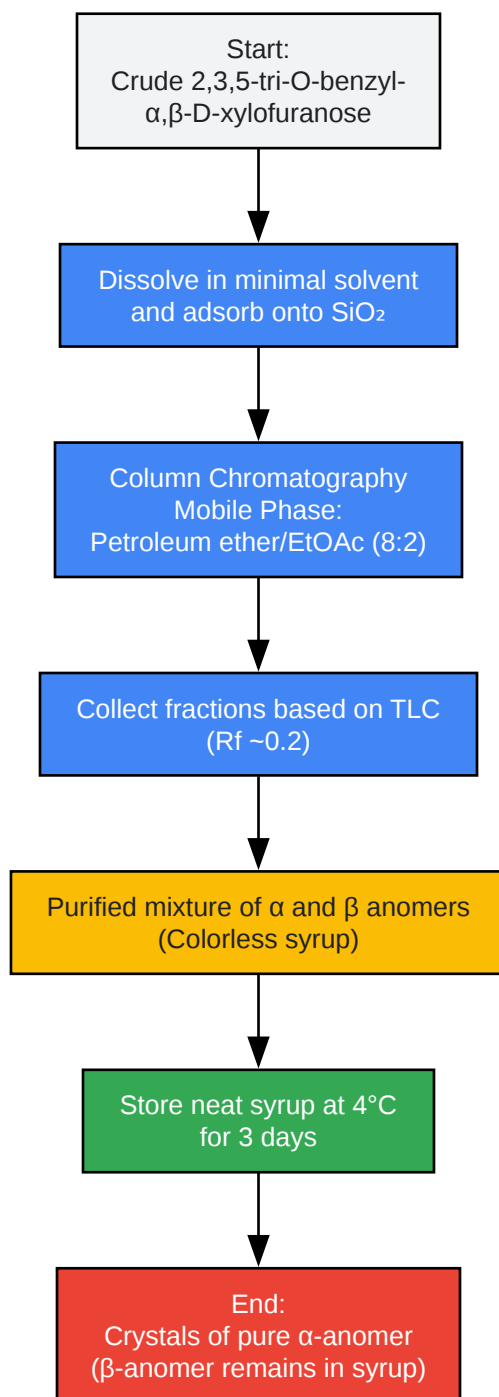 Start:
Crude 2,3,5-tri-O-benzyl-
α,β-D-xylofuranose
Dissolve in minimal solvent
and adsorb onto SiO₂
Column Chromatography
Mobile Phase:
Petroleum ether/EtOAc (8:2)
Collect fractions based on TLC
(Rf ~0.2)
Purified mixture of α and β anomers
(Colorless syrup)
Store neat syrup at 4°C
for 3 days
End:
Crystals of pure α-anomer
(β-anomer remains in syrup)